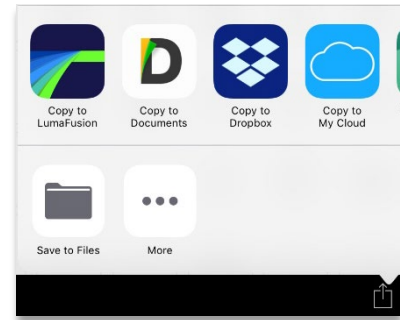 Copy to
LumaFusion
Copy to
Documents
Copy to
Dropbox
Copy to
My Cloud
Save to Files
More